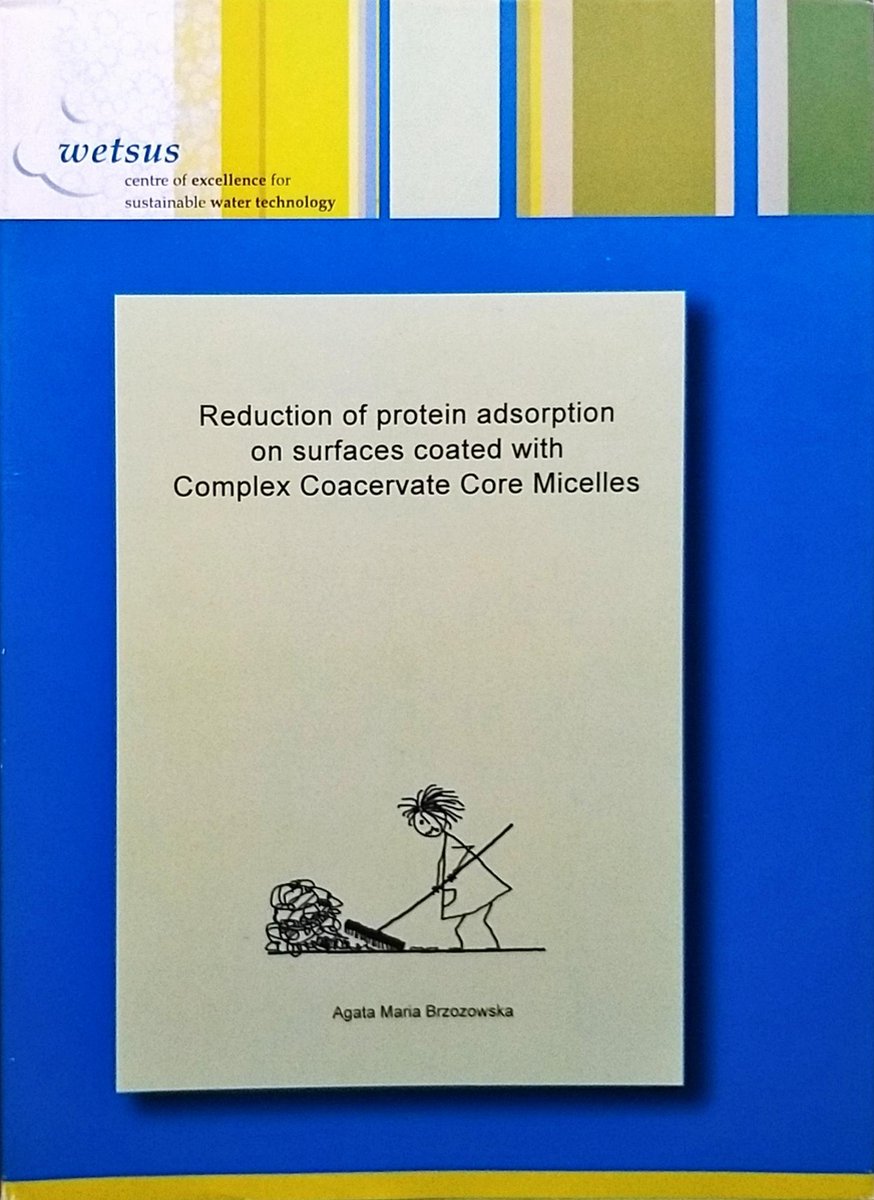 wetsus
centre of excellence for
sustainable water technology
Reduction of protein adsorption
on surfaces coated with
Complex Coacervate Core Micelles
Agata Maria Brzozowska